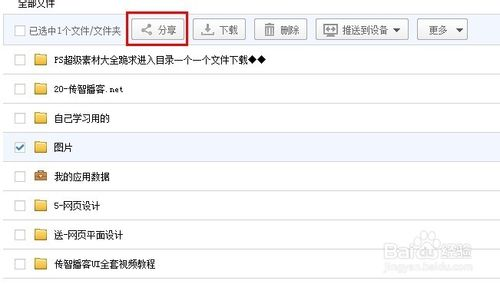 全部文件
已选中1个文件/文件夹 分享 下载 删除 推送到设备 更多
PS超级素材大全跪求进入目录一个一个文件下载◆◆
20-传智播客.net
自己学习用的
图片
我的应用数据
5-网页设计
送-网页平面设计
传智播客UI全套视频教程
Baidu经验
jingyan.baidu.com